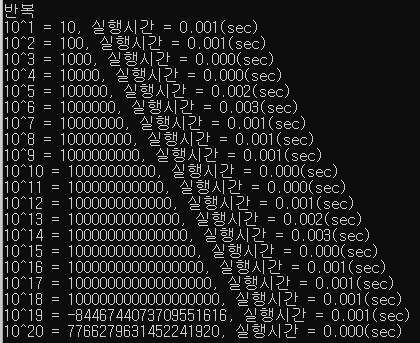 반복
10^1 = 10, 실행시간 = 0.001(sec)
10^2 = 100, 실행시간 = 0.001(sec)
10^3 = 1000, 실행시간 = 0.000(sec)
10^4 = 10000, 실행시간 = 0.000(sec)
10^5 = 100000, 실행시간 = 0.002(sec)
10^6 = 1000000, 실행시간 = 0.003(sec)
10^7 = 10000000, 실행시간 = 0.001(sec)
10^8 = 100000000, 실행시간 = 0.001(sec)
10^9 = 1000000000, 실행시간 = 0.001(sec)
10^10 = 10000000000, 실행시간 = 0.000(sec)
10^11 = 100000000000, 실행시간 = 0.000(sec)
10^12 = 1000000000000, 실행시간 = 0.001(sec)
10^13 = 10000000000000, 실행시간 = 0.002(sec)
10^14 = 100000000000000, 실행시간 = 0.003(sec)
10^15 = 1000000000000000, 실행시간 = 0.000(sec)
10^16 = 10000000000000000, 실행시간 = 0.001(sec)
10^17 = 100000000000000000, 실행시간 = 0.001(sec)
10^18 = 1000000000000000000, 실행시간 = 0.001(sec)
10^19 = -8446744073709551616, 실행시간 = 0.001(sec)
10^20 = 7766279631452241920, 실행시간 = 0.000(sec)